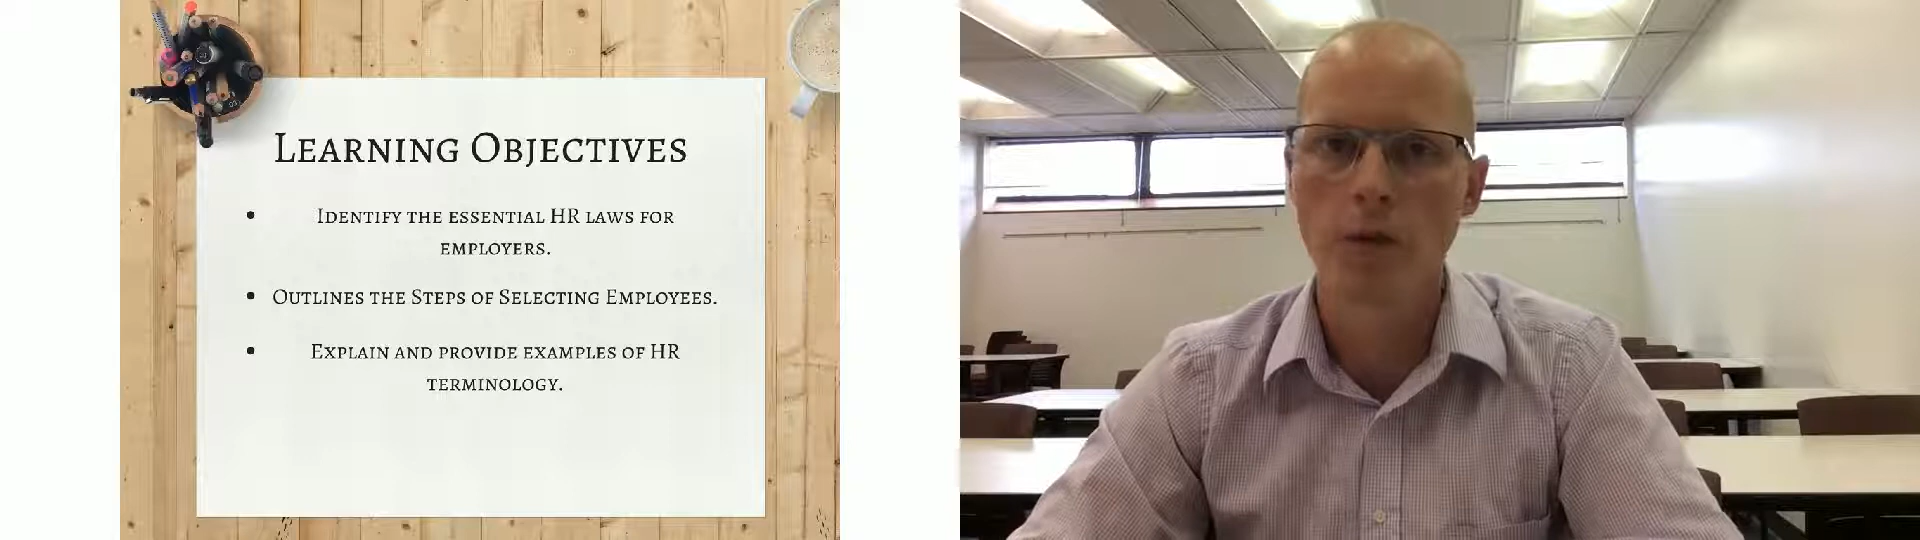 Learning Objectives
• Identify the essential HR laws for
employers.
• Outlines the Steps of Selecting Employees.
• Explain and provide examples of HR
terminology.